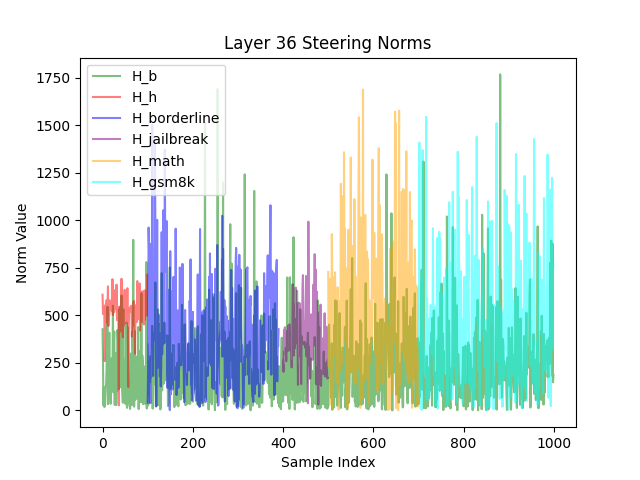 Layer 36 Steering Norms
Norm Value
1750
1500
1250
1000
750
500
250
0
H_b
H_h
H_borderline
H_jailbreak
H_math
H_gsm8k
0
200
400
600
800
1000
Sample Index